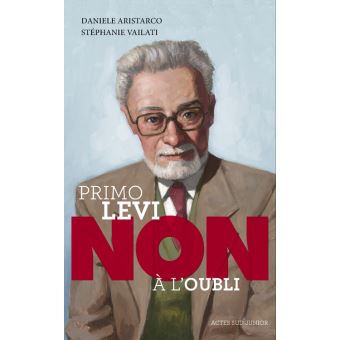 DANIELE ARISTARCO
STÉPHANIE VAILATI
PRIMO
LEVI
NON
À L'OUBLI
ACTES SUD JUNIOR